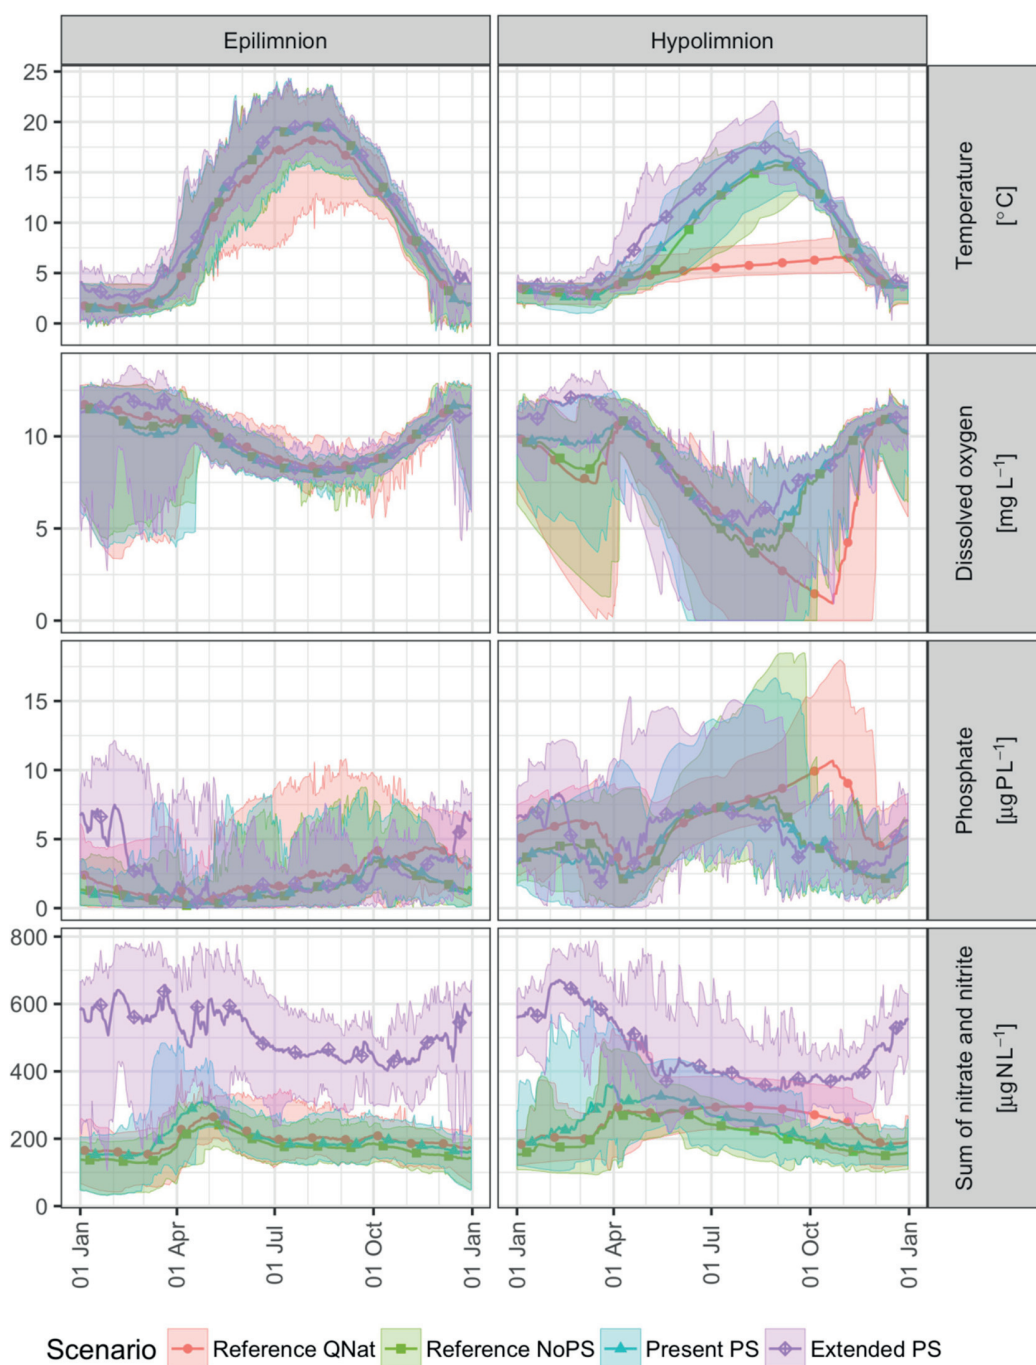 Epilimnion
Hypolimnion
25
20
15
10
5
0
Temperature
[°C]
10
5
0
Dissolved oxygen
[mg L⁻¹]
15
10
5
0
Phosphate
[µg P L⁻¹]
800
600
400
200
0
Sum of nitrate and nitrite
[µg N L⁻¹]
01 Jan
01 Apr
01 Jul
01 Oct
01 Jan
01 Jan
01 Apr
01 Jul
01 Oct
01 Jan
Scenario Reference QNat Reference NoPS Present PS Extended PS